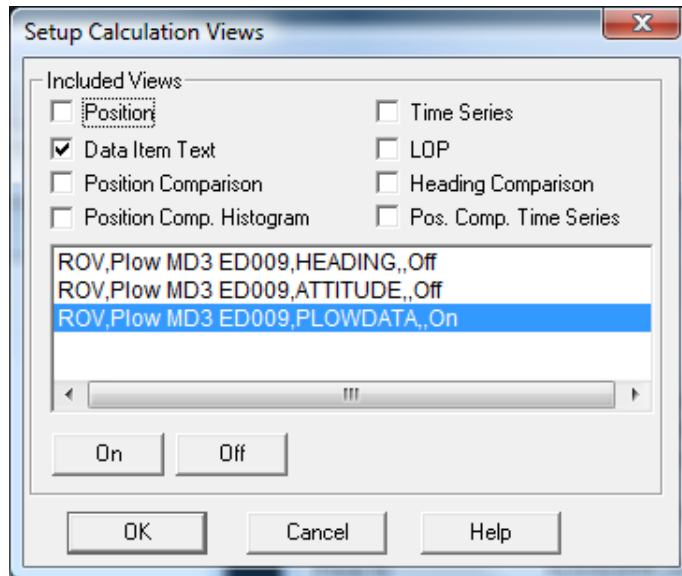 Setup Calculation Views
Included Views
Position
Time Series
Data Item Text
LOP
Position Comparison
Heading Comparison
Position Comp. Histogram
Pos. Comp. Time Series
ROV,Plow MD3 ED009,HEADING,,Off
ROV,Plow MD3 ED009,ATTITUDE,,Off
ROV,Plow MD3 ED009,PLOWDATA,,On
On
Off
OK
Cancel
Help